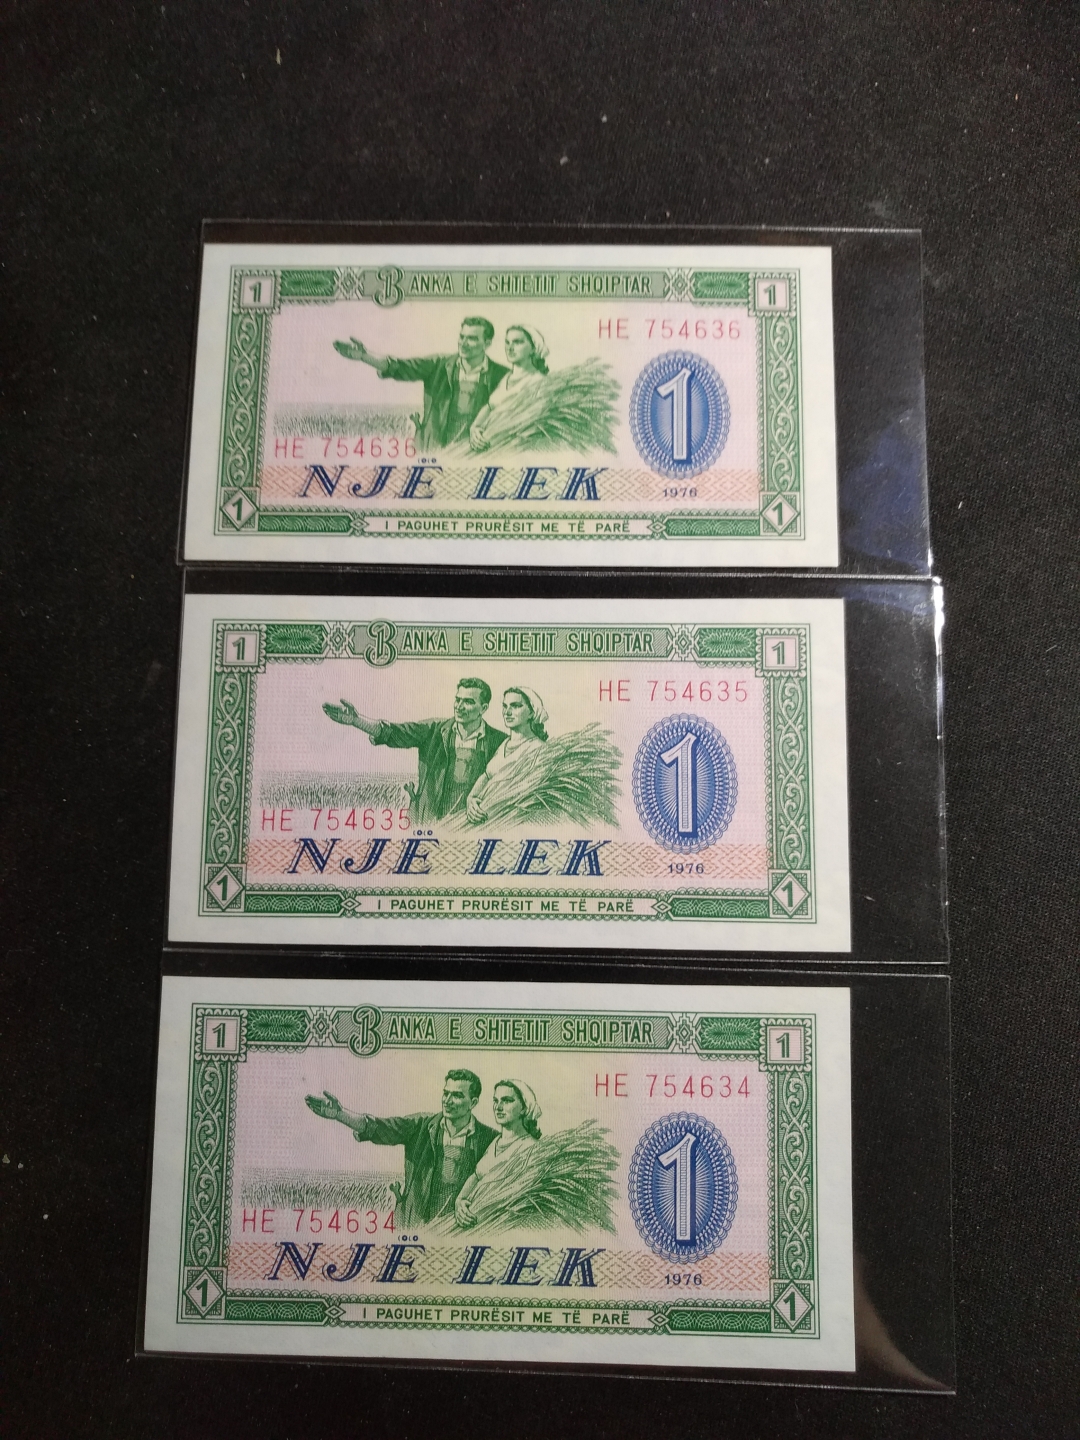 1 BANKA E SHTETIT SHQIPTAR 1
HE 754636
1
HE 754636
NJË LEK
1976
1 I PAGUHET PRURËSIT ME TË PARË 1
1 BANKA E SHTETIT SHQIPTAR 1
HE 754635
1
HE 754635
NJË LEK
1976
1 I PAGUHET PRURËSIT ME TË PARË 1
1 BANKA E SHTETIT SHQIPTAR 1
HE 754634
1
HE 754634
NJË LEK
1976
1 I PAGUHET PRURËSIT ME TË PARË 1